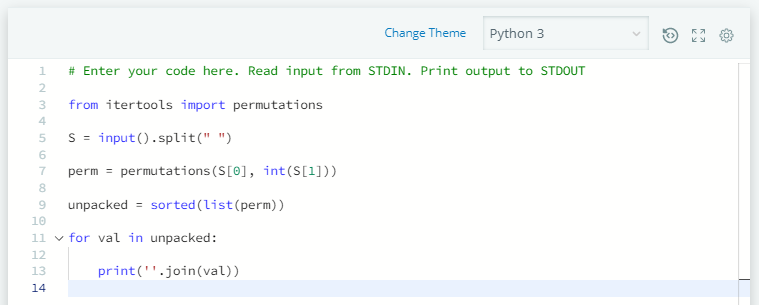 Change Theme Python 3
1 # Enter your code here. Read input from STDIN. Print output to STDOUT
2
3 from itertools import permutations
4
5 S = input().split(" ")
6
7 perm = permutations(S[0], int(S[1]))
8
9 unpacked = sorted(list(perm))
10
11 for val in unpacked:
12
13     print(''.join(val))
14